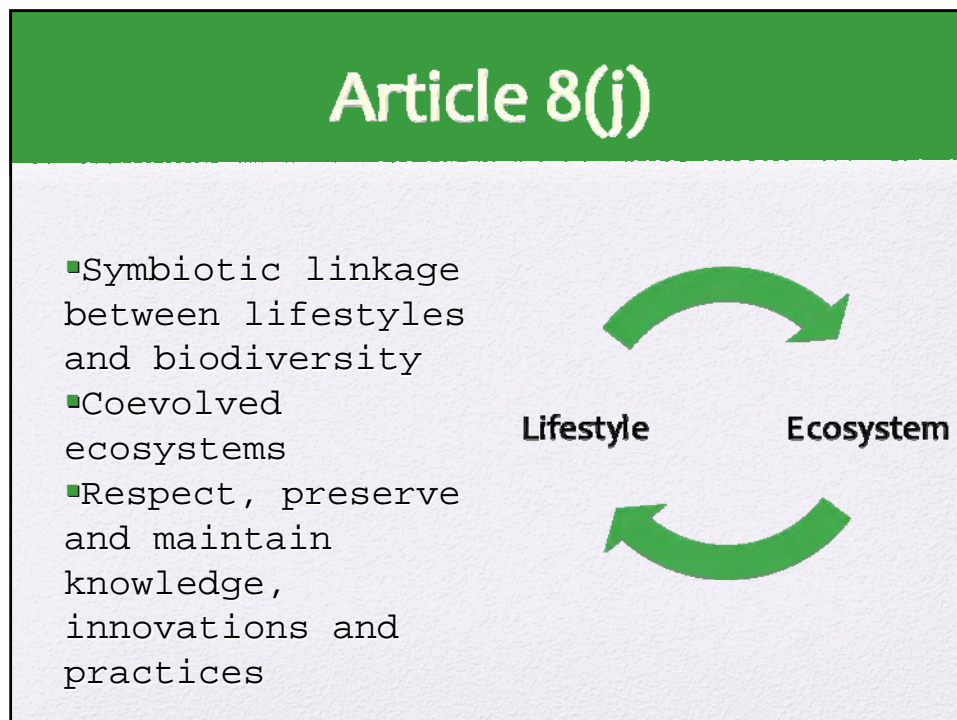 Article 8(j)
▪Symbiotic linkage
between lifestyles
and biodiversity
▪Coevolved
ecosystems
▪Respect, preserve
and maintain
knowledge,
innovations and
practices
Lifestyle
Ecosystem